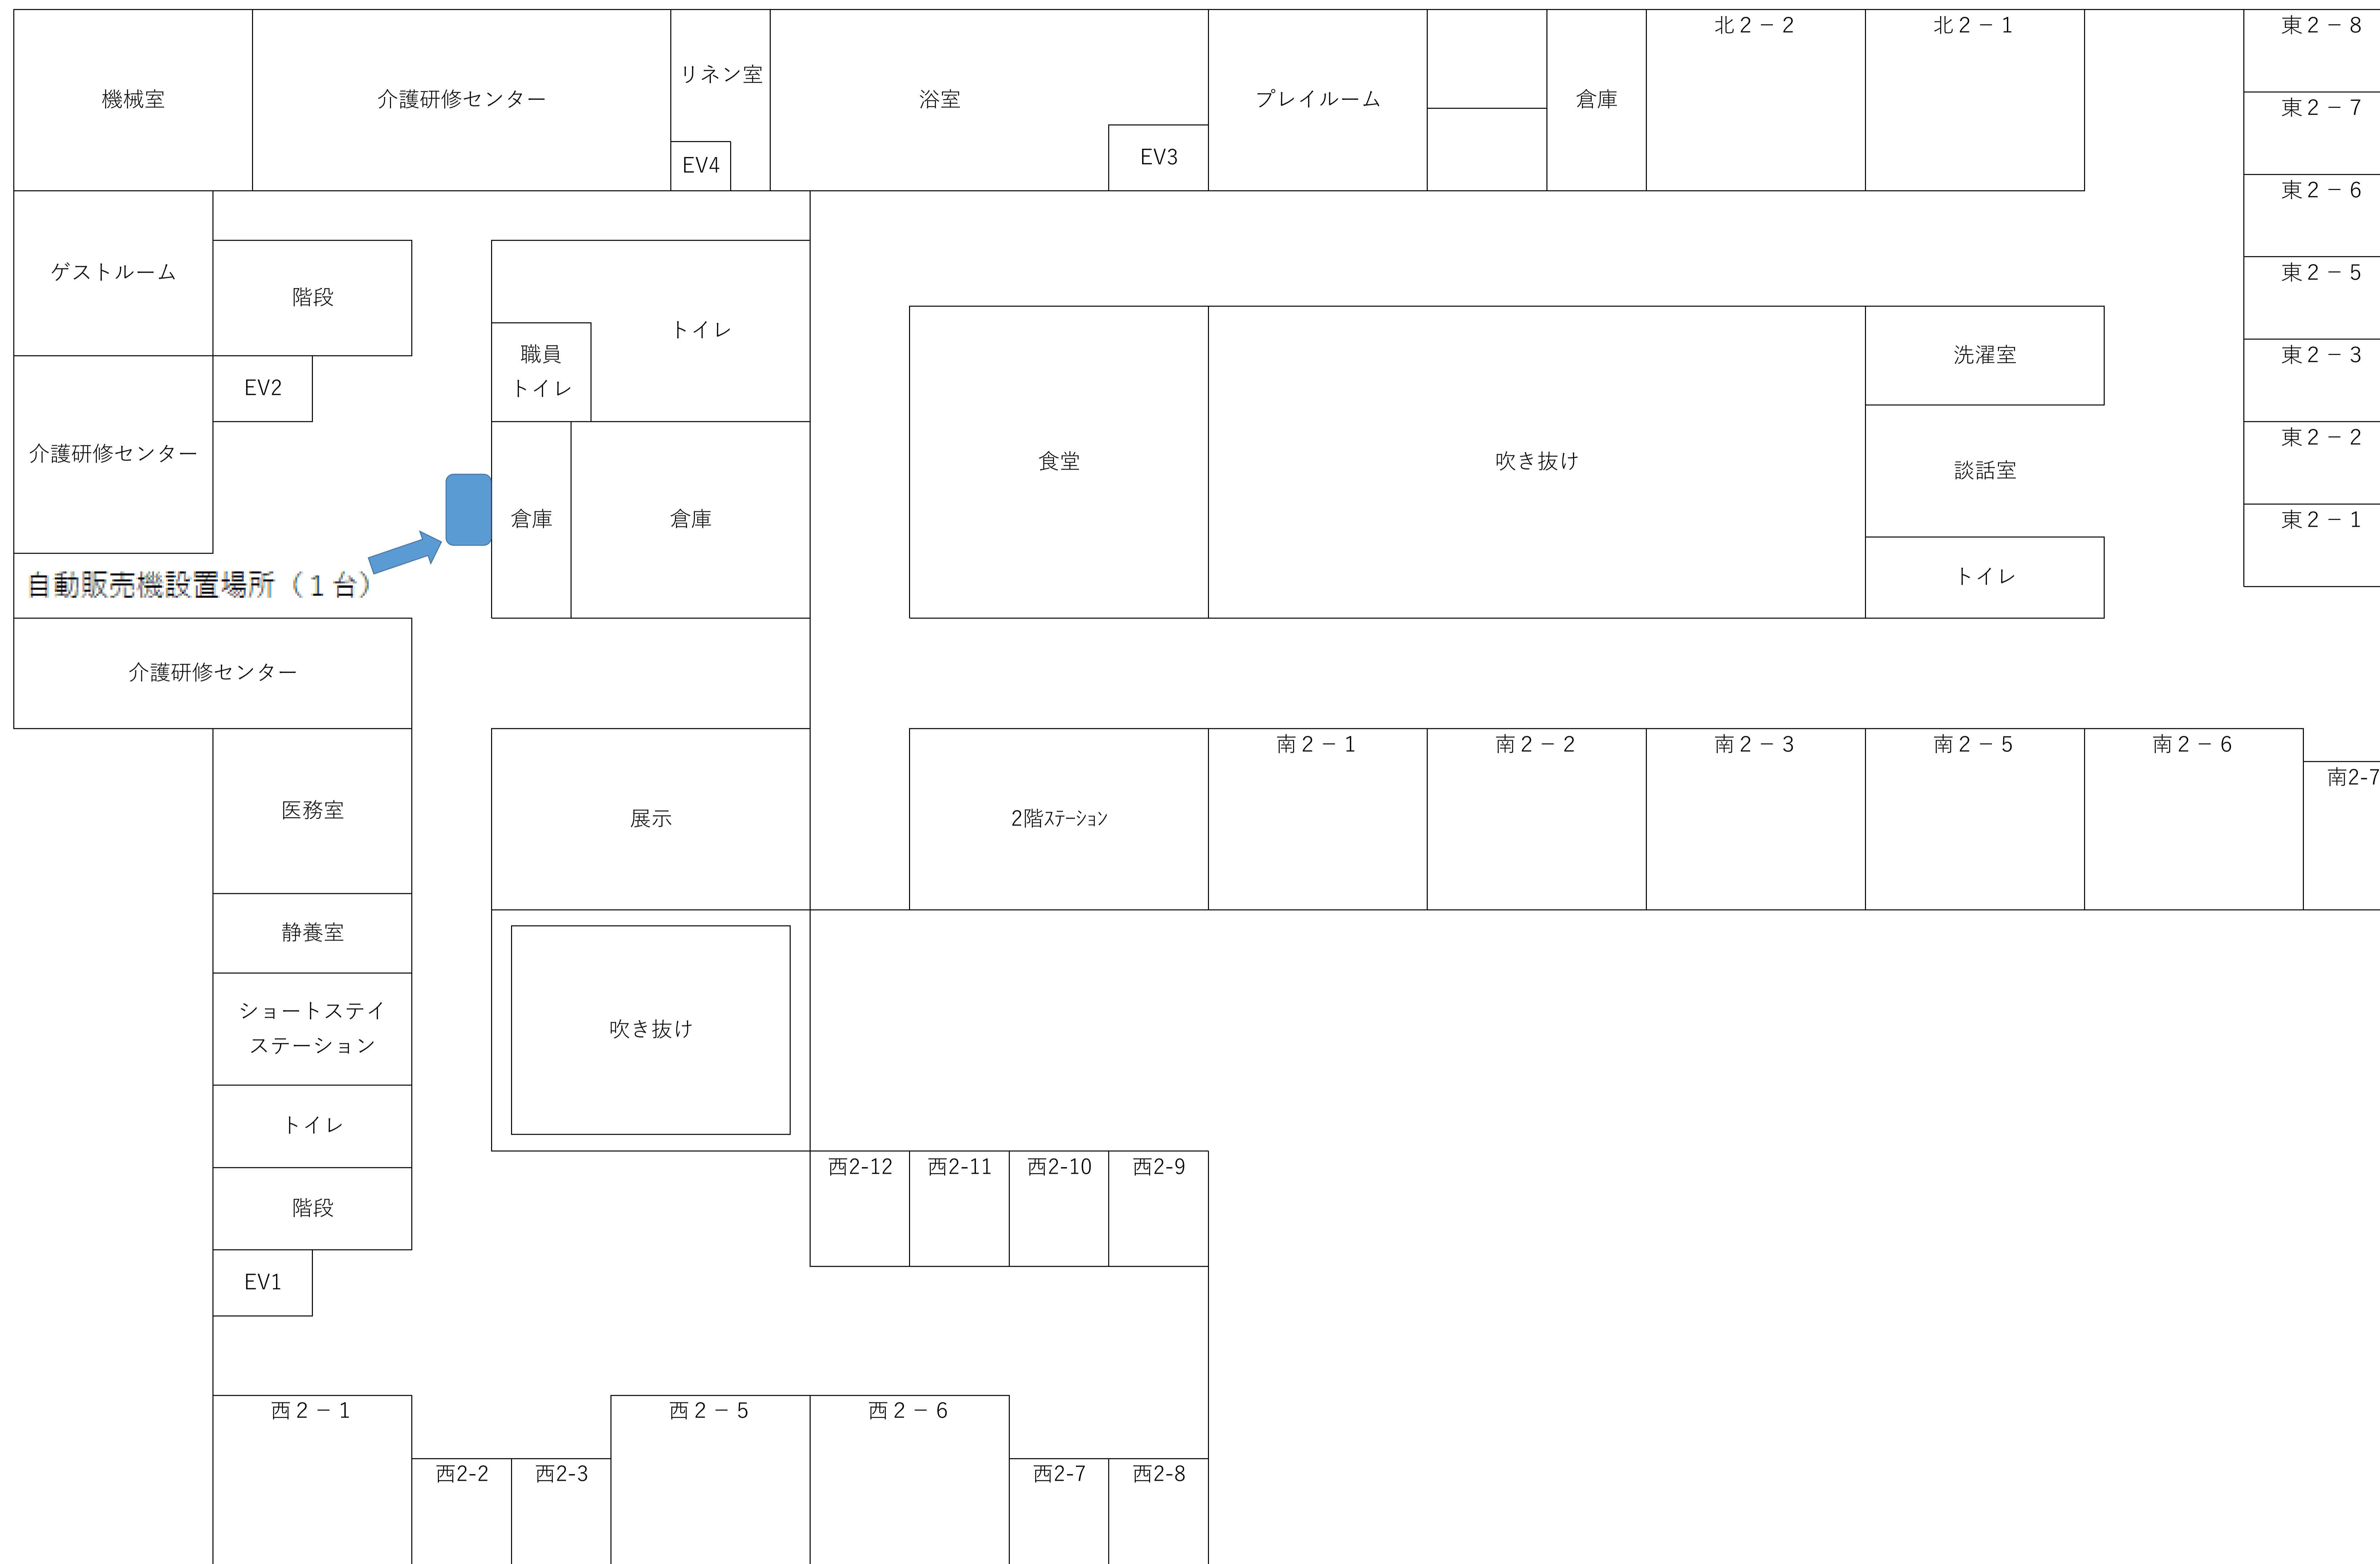 北２－２
北２－１
東２－８
機械室
介護研修センター
リネン室
浴室
プレイルーム
倉庫
東２－７
EV4
EV3
東２－６
ゲストルーム
階段
トイレ
東２－５
職員
トイレ
洗濯室
東２－３
EV2
介護研修センター
食堂
吹き抜け
談話室
東２－２
倉庫
倉庫
東２－１
自動販売機設置場所（１台）
トイレ
介護研修センター
南２－１
南２－２
南２－３
南２－５
南２－６
南2-7
医務室
展示
2階ｽﾃｰｼｮﾝ
静養室
ショートステイ
ステーション
吹き抜け
トイレ
西2-12
西2-11
西2-10
西2-9
階段
EV1
西２－１
西２－５
西２－６
西2-2
西2-3
西2-7
西2-8